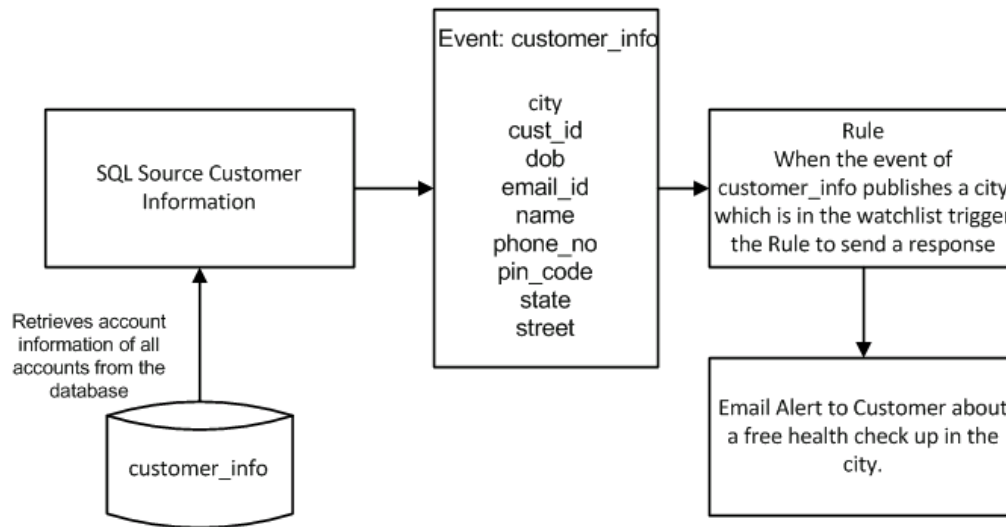 SQL Source Customer
Information
Retrieves account
information of all
accounts from the
database
customer_info
Event: customer_info
city
cust_id
dob
email_id
name
phone_no
pin_code
state
street
Rule
When the event of
customer_info publishes a city
which is in the watchlist trigger
the Rule to send a response
Email Alert to Customer about
a free health check up in the
city.